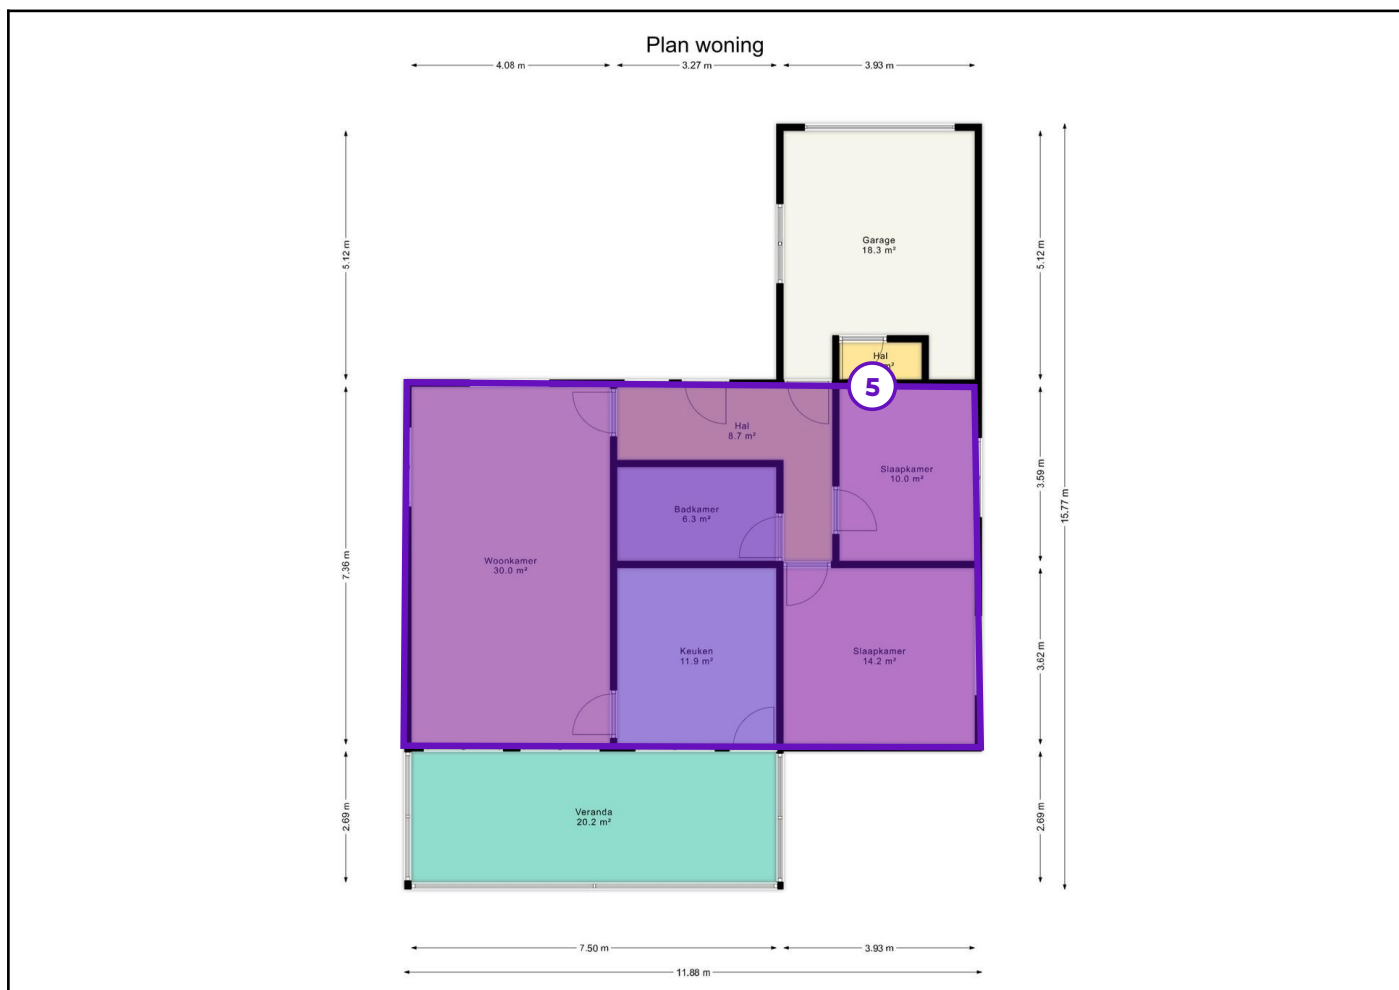 Plan woning
4.08 m
3.27 m
3.93 m
5.12 m
5.12 m
15.77 m
Garage
18.3 m²
Hal
m²
5
Hal
8.7 m²
Slaapkamer
10.0 m²
3.59 m
Badkamer
6.3 m²
7.36 m
Woonkamer
30.0 m²
Keuken
11.9 m²
Slaapkamer
14.2 m²
3.62 m
2.69 m
Veranda
20.2 m²
2.69 m
7.50 m
3.93 m
11.88 m